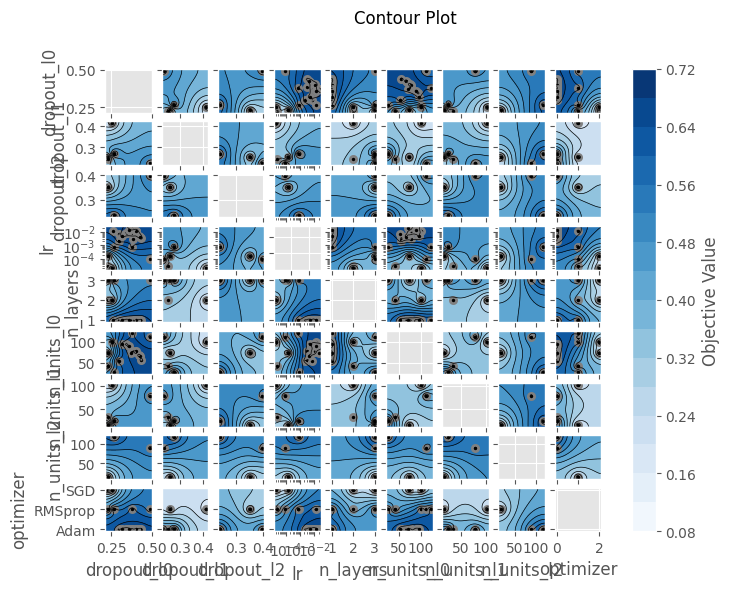 Contour Plot
dropout_l0
0.50
0.25
dropout_l1
0.4
0.3
dropout_l2
0.4
0.3
lr
10⁻²
10⁻³
10⁻⁴
n_layers
3
2
1
n_units_l0
100
50
n_units_l1
100
50
n_units_l2
100
50
optimizer
SGD
RMSprop
Adam
0.25 0.50 0.3 0.4 0.3 0.4 10⁻² 1 2 3 50 100 50 100 50 100 0 2
dropout_l0 dropout_l1 dropout_l2 lr n_layers n_units_l0 n_units_l1 n_units_l2 optimizer
0.72
0.64
0.56
0.48
0.40
0.32
0.24
0.16
0.08
Objective Value